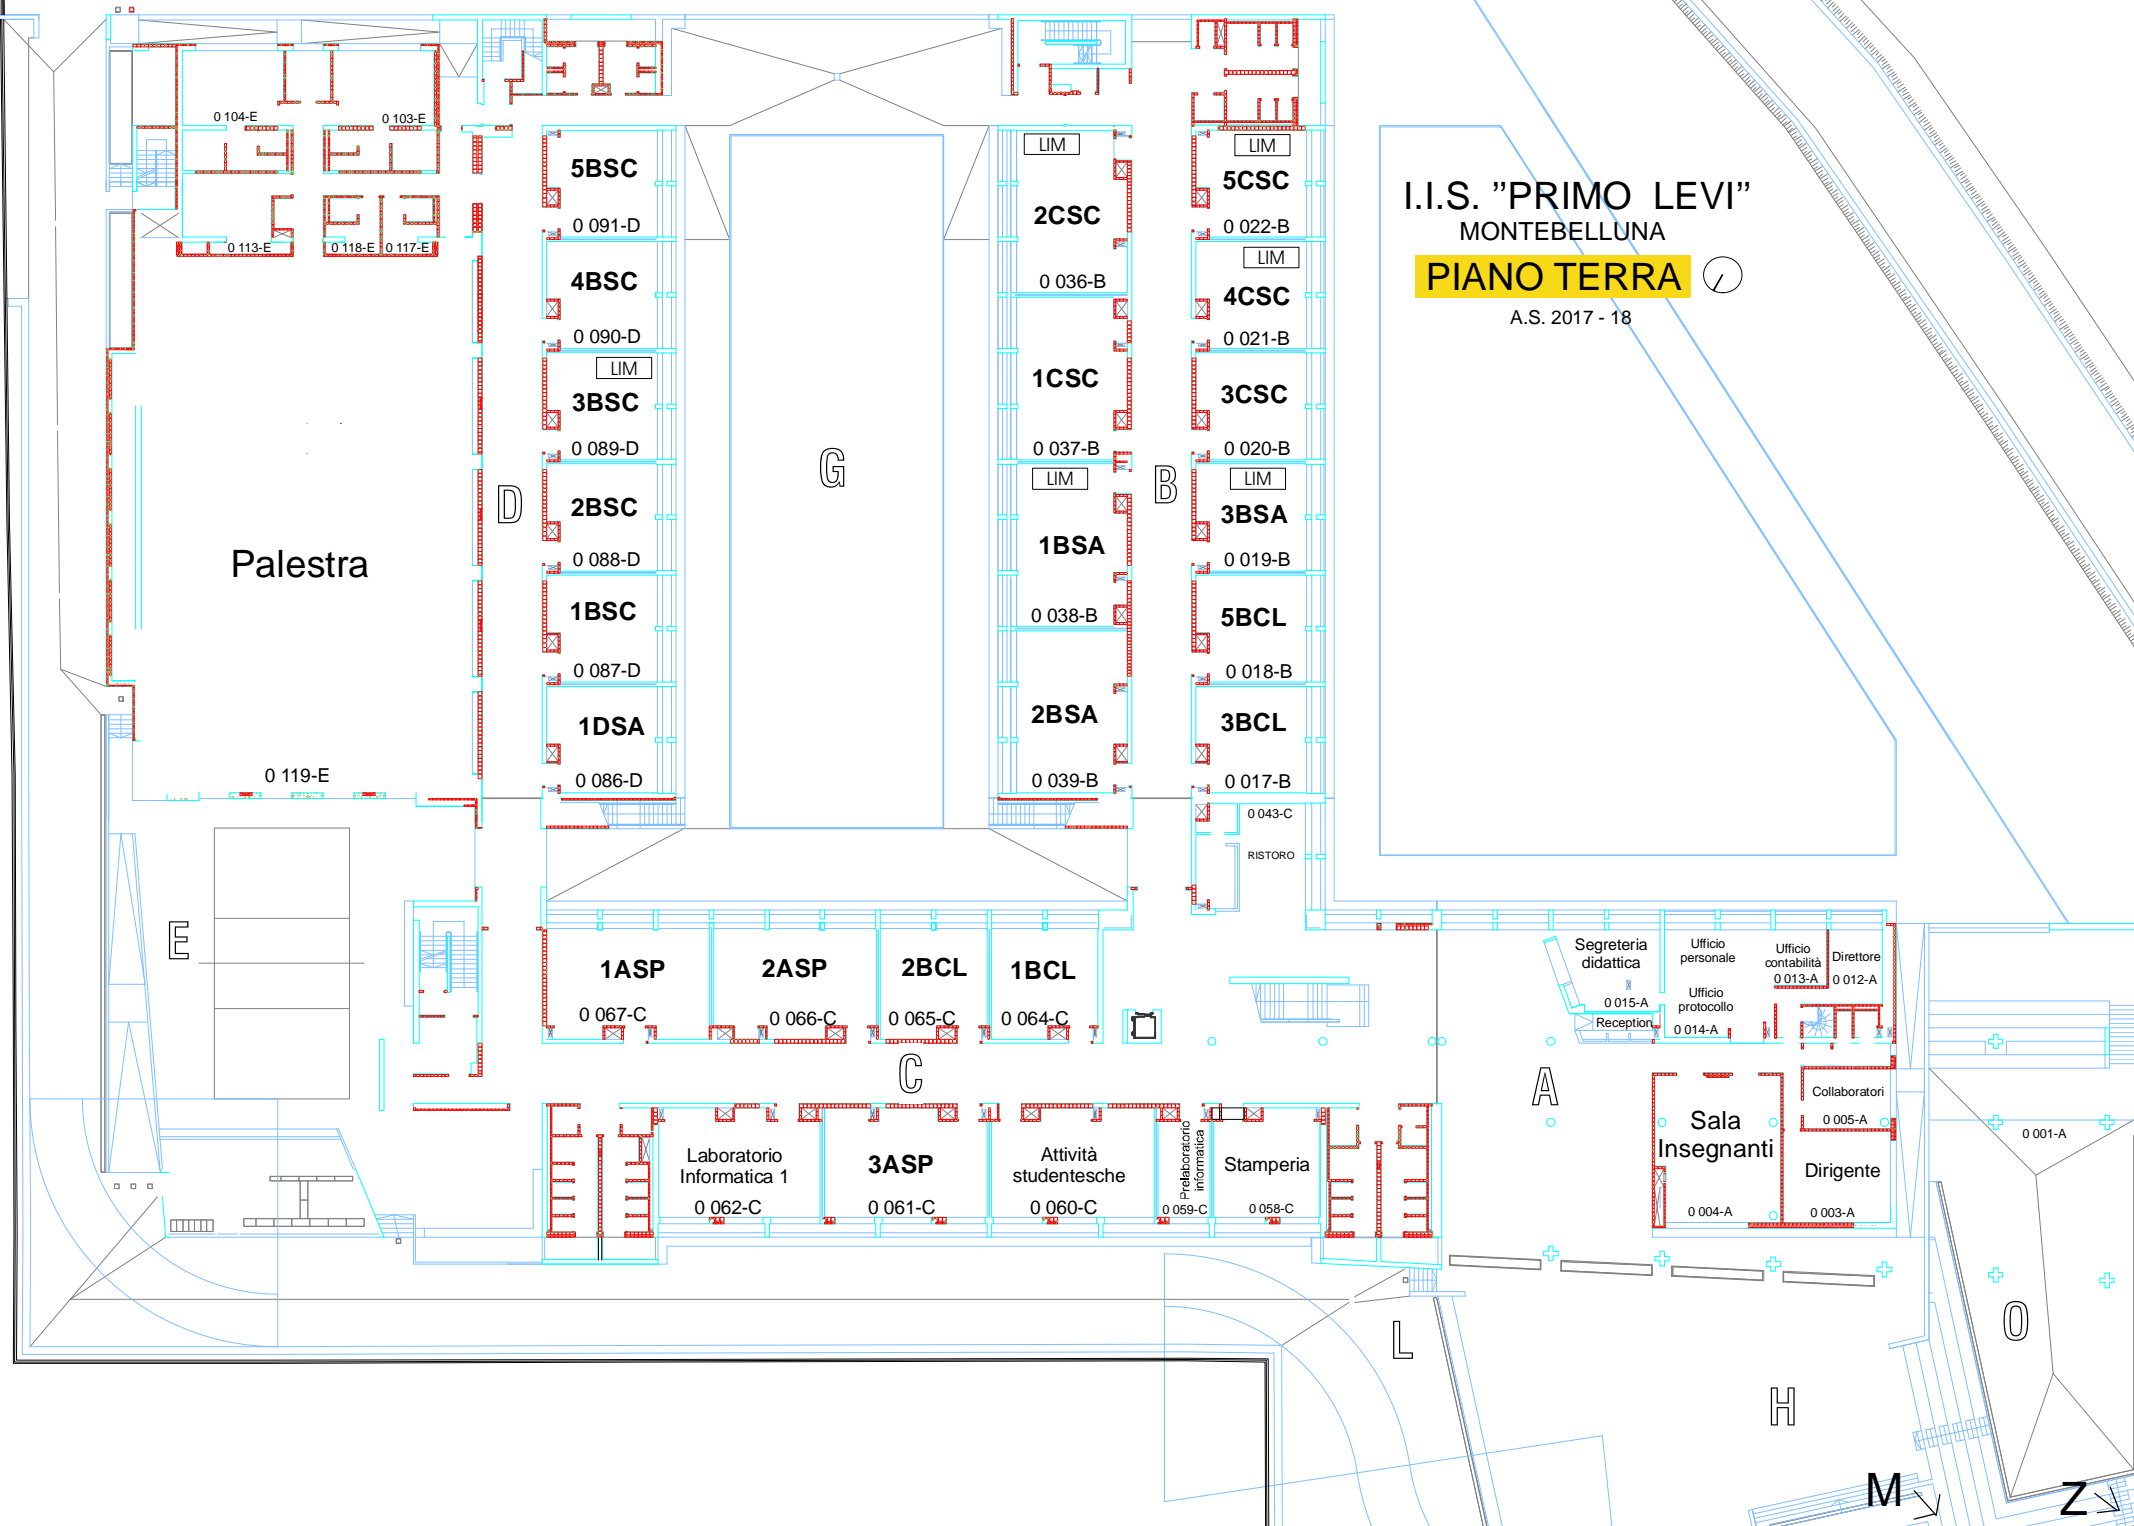 I.I.S. "PRIMO LEVI"
MONTEBELLUNA
PIANO TERRA
A.S. 2017 - 18
0 104-E
0 103-E
0 113-E
0 118-E
0 117-E
Palestra
0 119-E
D
5BSC
0 091-D
4BSC
0 090-D
LIM
3BSC
0 089-D
2BSC
0 088-D
1BSC
0 087-D
1DSA
0 086-D
G
LIM
2CSC
0 036-B
1CSC
0 037-B
LIM
1BSA
0 038-B
2BSA
0 039-B
B
LIM
5CSC
0 022-B
LIM
4CSC
0 021-B
3CSC
0 020-B
LIM
3BSA
0 019-B
5BCL
0 018-B
3BCL
0 017-B
0 043-C
RISTORO
E
1ASP
0 067-C
2ASP
0 066-C
2BCL
0 065-C
1BCL
0 064-C
C
Laboratorio
Informatica 1
0 062-C
3ASP
0 061-C
Attività
studentesche
0 060-C
Prelaboratorio
informatica
0 059-C
Stamperia
0 058-C
A
Segreteria
didattica
0 015-A
Reception
Ufficio
personale
Ufficio
protocollo
0 014-A
Ufficio
contabilità
0 013-A
Direttore
0 012-A
Sala
Insegnanti
0 004-A
Collaboratori
0 005-A
Dirigente
0 003-A
0 001-A
L
H
O
M
Z